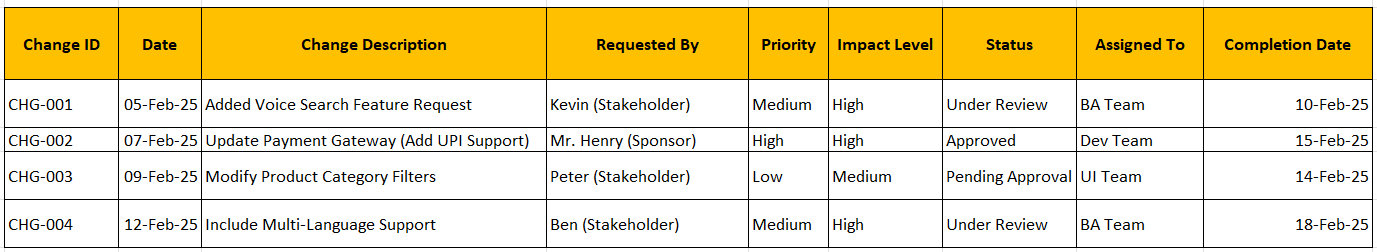 Change ID Date Change Description Requested By Priority Impact Level Status Assigned To Completion Date
CHG-001 05-Feb-25 Added Voice Search Feature Request Kevin (Stakeholder) Medium High Under Review BA Team 10-Feb-25
CHG-002 07-Feb-25 Update Payment Gateway (Add UPI Support) Mr. Henry (Sponsor) High High Approved Dev Team 15-Feb-25
CHG-003 09-Feb-25 Modify Product Category Filters Peter (Stakeholder) Low Medium Pending Approval UI Team 14-Feb-25
CHG-004 12-Feb-25 Include Multi-Language Support Ben (Stakeholder) Medium High Under Review BA Team 18-Feb-25